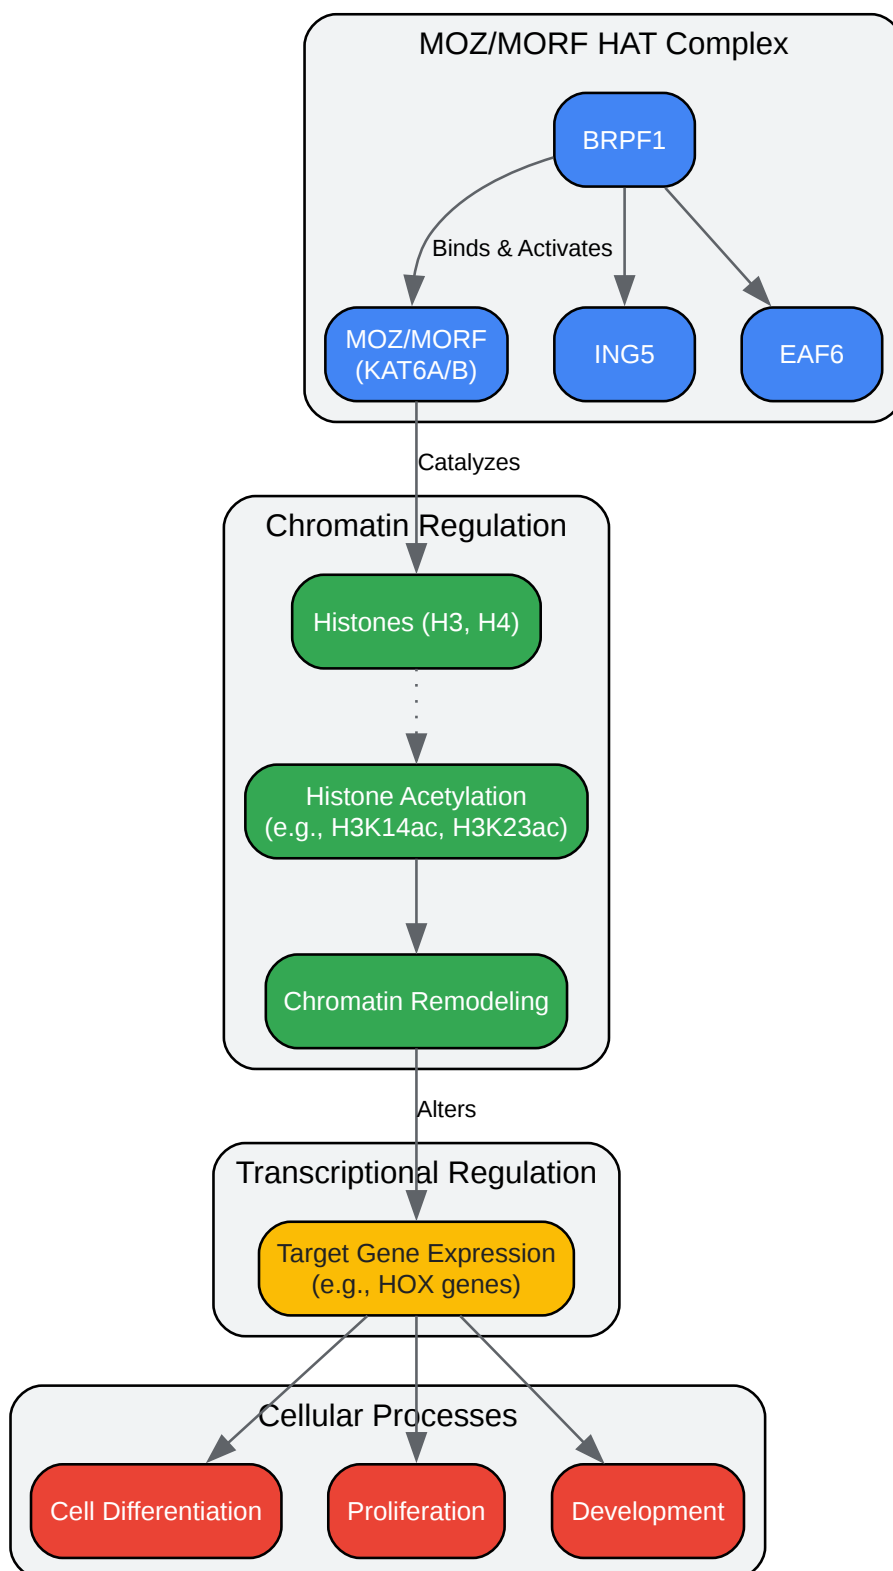 MOZ/MORF HAT Complex
BRPF1
Binds & Activates
MOZ/MORF
(KAT6A/B)
ING5
EAF6
Catalyzes
Chromatin Regulation
Histones (H3, H4)
Histone Acetylation
(e.g., H3K14ac, H3K23ac)
Chromatin Remodeling
Alters
Transcriptional Regulation
Target Gene Expression
(e.g., HOX genes)
Cellular Processes
Cell Differentiation
Proliferation
Development